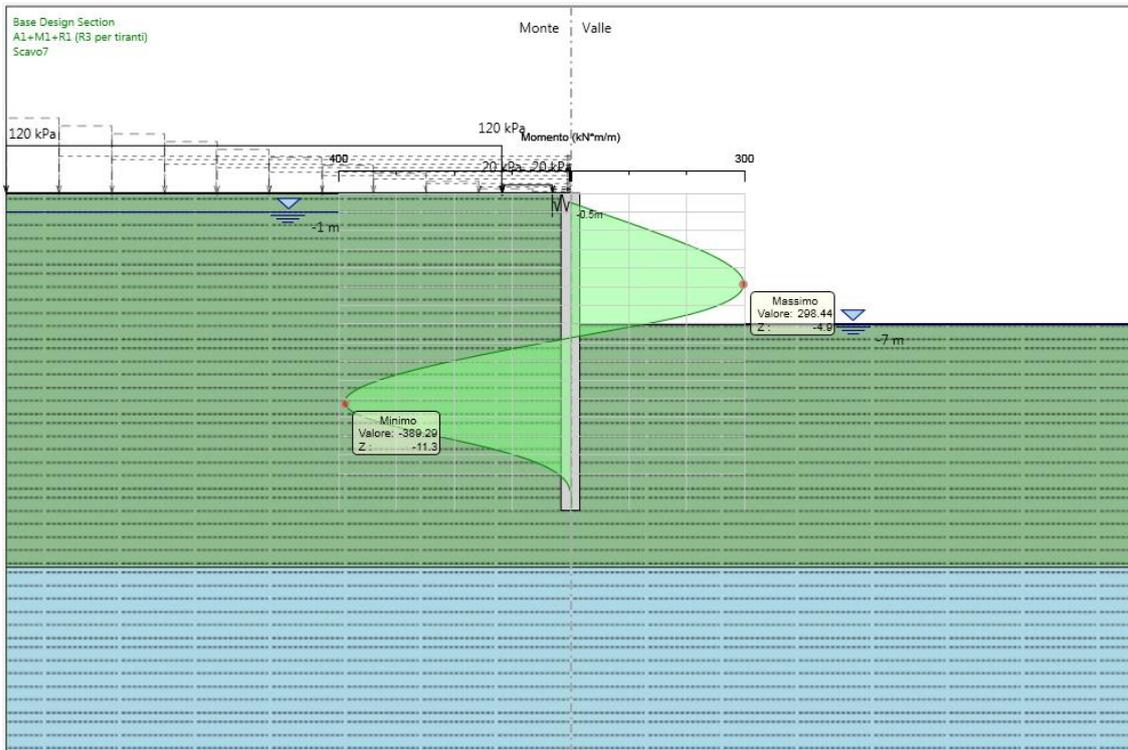 Base Design Section
A1+M1+R1 (R3 per tiranti)
Scavo7
Monte
Valle
120 kPa
120 kPa
Momento (kN*m/m)
400
300
20 kPa
20 kPa
-0.5m
-1 m
Massimo
Valore: 298.44
Z : -4.9
-7 m
Minimo
Valore: -389.29
Z : -11.3